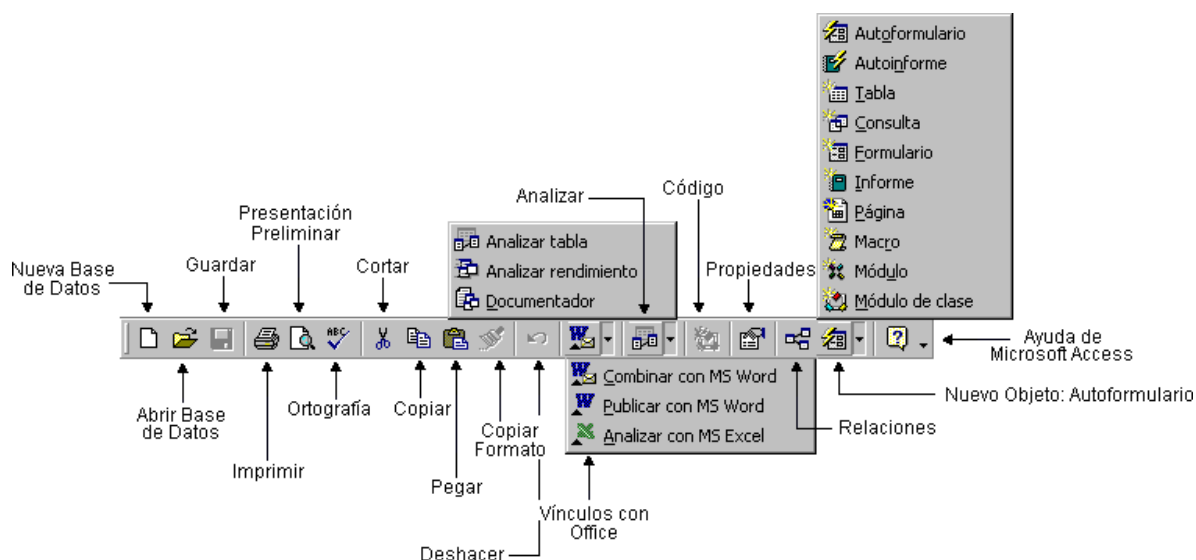 Autoformulario
Autoinforme
Tabla
Consulta
Formulario
Informe
Página
Macro
Módulo
Módulo de clase
Analizar
Código
Presentación
Preliminar
Analizar tabla
Analizar rendimiento
Documentador
Nueva Base
de Datos
Guardar
Cortar
Propiedades
ABC
W
?
Ayuda de
Microsoft Access
Abrir Base
de Datos
Imprimir
Ortografía
Copiar
Pegar
Copiar
Formato
Deshacer
Combinar con MS Word
Publicar con MS Word
Analizar con MS Excel
Vínculos con
Office
Relaciones
Nuevo Objeto: Autoformulario